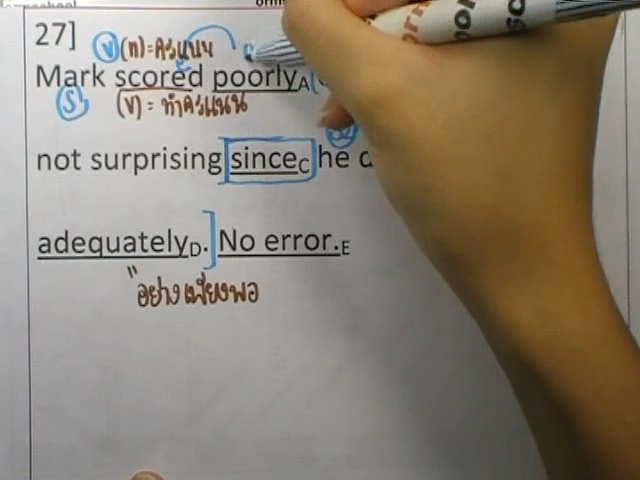 27]
(V) (n)=คะแนน
Mark scored poorlyA
S (V) = ทำคะแนน
not surprising sinceC he
adequatelyD.] No error.E
"อย่างเพียงพอ